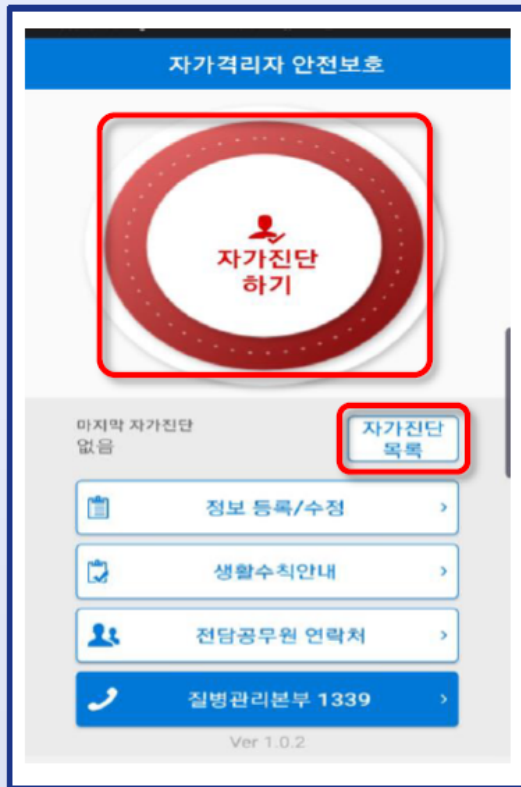 자가격리자 안전보호
자가진단
하기
마지막 자가진단
없음
자가진단
목록
정보 등록/수정
생활수칙안내
전담공무원 연락처
질병관리본부 1339
Ver 1.0.2